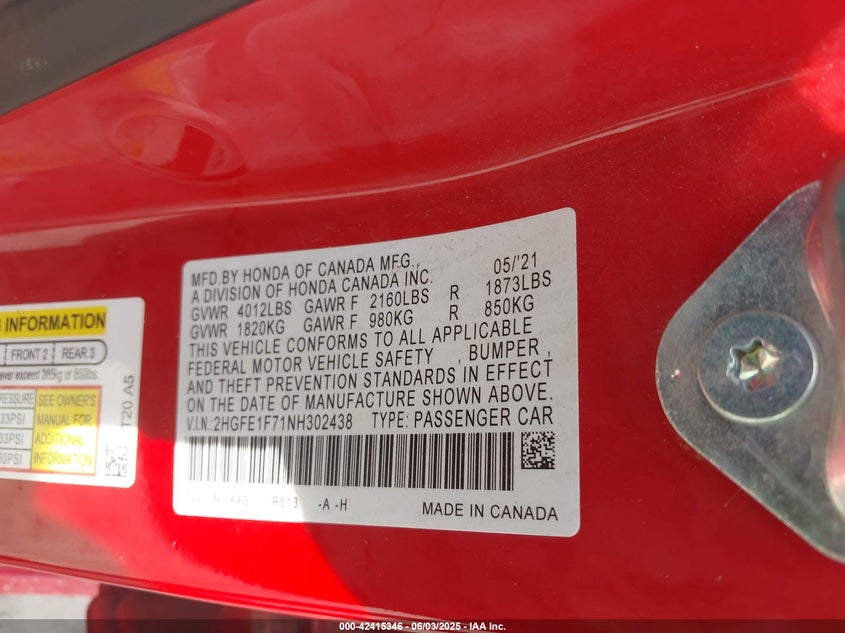 MFD.BY HONDA OF CANADA MFG., 05/'21
A DIVISION OF HONDA CANADA INC.
GVWR 4012LBS GAWR F 2160LBS R 1873LBS
GVWR 1820KG GAWR F 980KG R 850KG
THIS VEHICLE CONFORMS TO ALL APPLICABLE
FEDERAL MOTOR VEHICLE SAFETY , BUMPER ,
AND THEFT PREVENTION STANDARDS IN EFFECT
ON THE DATE OF MANUFACTURE SHOWN ABOVE.
V.I.N.: 2HGFE1F71NH302438 TYPE: PASSENGER CAR
R513 -A -H
MADE IN CANADA
INFORMATION
FRONT 2 REAR 3
exceed 385kg or 850lbs.
PRESSURE SEE OWNER'S
33PSI MANUAL FOR
33PSI ADDITIONAL
60PSI INFORMATION
T20 A5
000-42415346 | 06/03/2025 | IAA Inc.